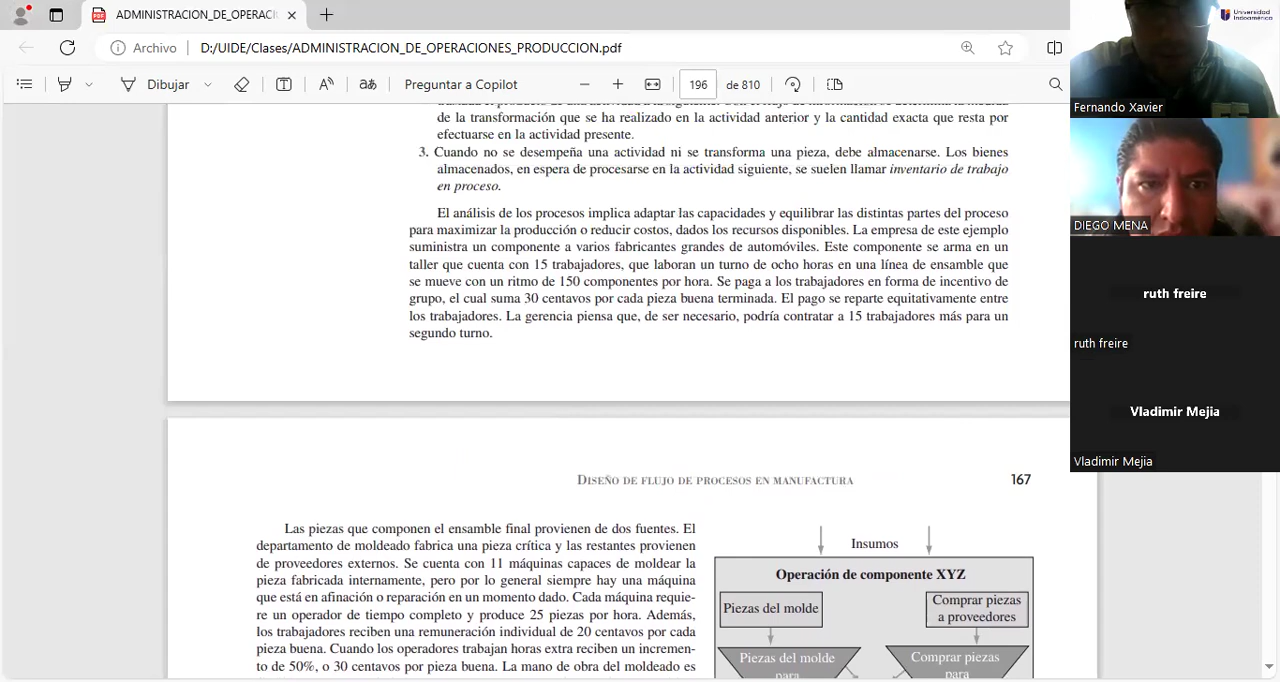 ADMINISTRACION_DE_OPERACI
Archivo
D:/UIDE/Clases/ADMINISTRACION_DE_OPERACIONES_PRODUCCION.pdf
Dibujar
Preguntar a Copilot
196
de 810
de la transformación que se ha realizado en la actividad anterior y la cantidad exacta que resta por
efectuarse en la actividad presente.
3. Cuando no se desempeña una actividad ni se transforma una pieza, debe almacenarse. Los bienes
almacenados, en espera de procesarse en la actividad siguiente, se suelen llamar inventario de trabajo
en proceso.
El análisis de los procesos implica adaptar las capacidades y equilibrar las distintas partes del proceso
para maximizar la producción o reducir costos, dados los recursos disponibles. La empresa de este ejemplo
suministra un componente a varios fabricantes grandes de automóviles. Este componente se arma en un
taller que cuenta con 15 trabajadores, que laboran un turno de ocho horas en una línea de ensamble que
se mueve con un ritmo de 150 componentes por hora. Se paga a los trabajadores en forma de incentivo de
grupo, el cual suma 30 centavos por cada pieza buena terminada. El pago se reparte equitativamente entre
los trabajadores. La gerencia piensa que, de ser necesario, podría contratar a 15 trabajadores más para un
segundo turno.
DISEÑO DE FLUJO DE PROCESOS EN MANUFACTURA
167
Las piezas que componen el ensamble final provienen de dos fuentes. El
departamento de moldeado fabrica una pieza crítica y las restantes provienen
de proveedores externos. Se cuenta con 11 máquinas capaces de moldear la
pieza fabricada internamente, pero por lo general siempre hay una máquina
que está en afinación o reparación en un momento dado. Cada máquina requie-
re un operador de tiempo completo y produce 25 piezas por hora. Además,
los trabajadores reciben una remuneración individual de 20 centavos por cada
pieza buena. Cuando los operadores trabajan horas extra reciben un incremen-
to de 50%, o 30 centavos por pieza buena. La mano de obra del moldeado es
Insumos
Operación de componente XYZ
Piezas del molde
Comprar piezas
a proveedores
Piezas del molde
para
Comprar piezas
para
Universidad
Indoamérica
Fernando Xavier
DIEGO MENA
ruth freire
ruth freire
Vladimir Mejia
Vladimir Mejia